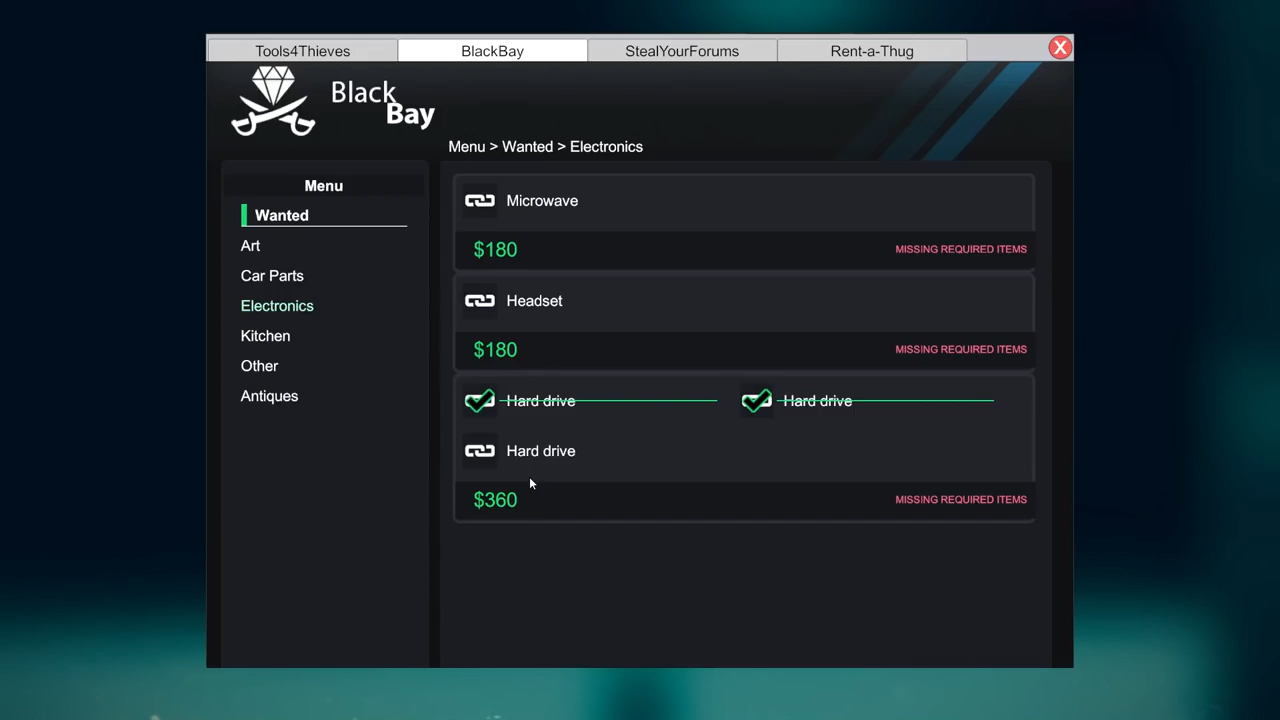 Tools4Thieves
BlackBay
StealYourForums
Rent-a-Thug
X
Black
Bay
Menu > Wanted > Electronics
Menu
Wanted
Art
Car Parts
Electronics
Kitchen
Other
Antiques
Microwave
$180
MISSING REQUIRED ITEMS
Headset
$180
MISSING REQUIRED ITEMS
Hard drive
Hard drive
Hard drive
$360
MISSING REQUIRED ITEMS